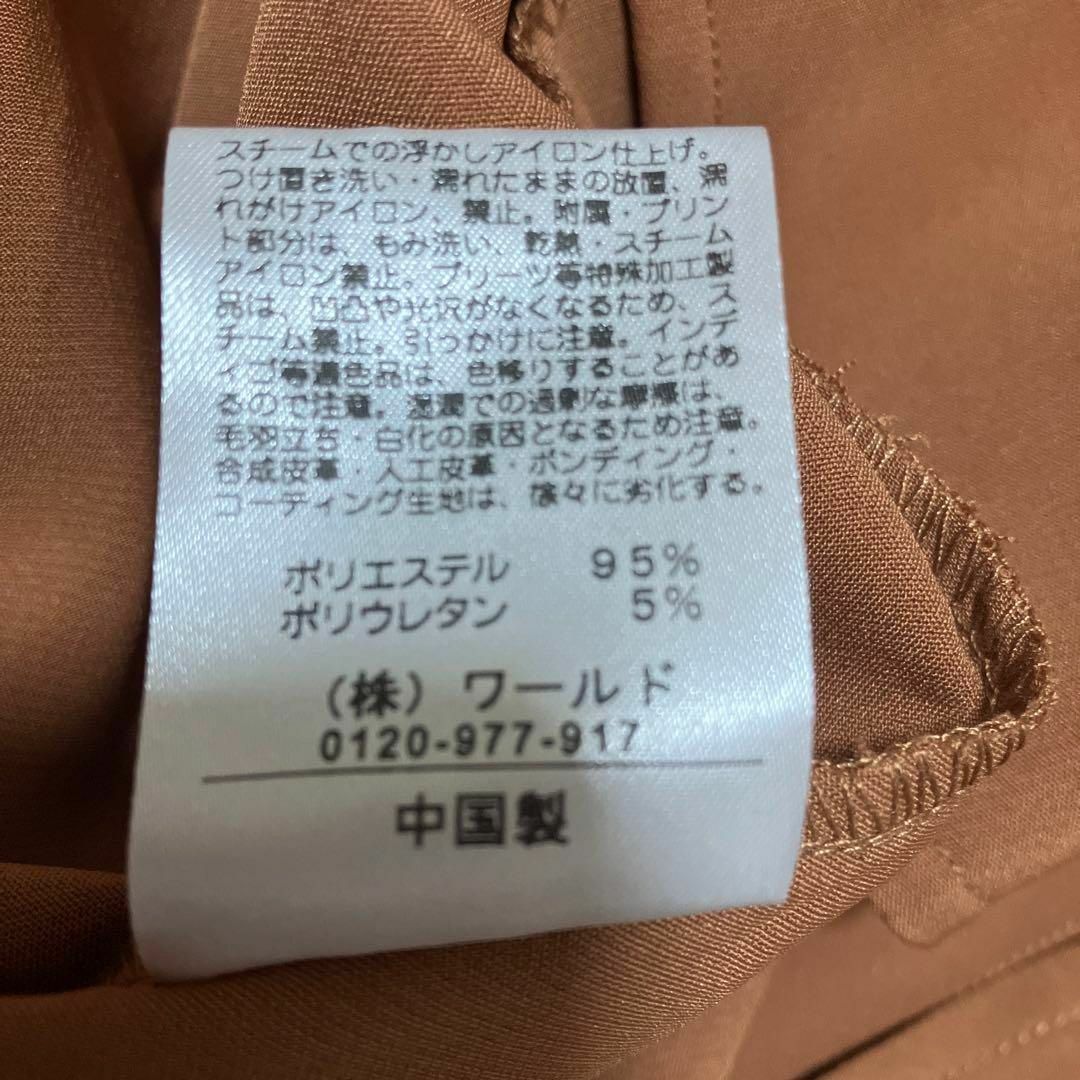 スチームでの浮かしアイロン仕上げ。
つけ置き洗い・濡れたままの放置、濡
れがけアイロン、禁止。附属・プリン
ト部分は、もみ洗い、乾熱・スチーム
アイロン禁止。プリーツ等特殊加工製
品は、凹凸や光沢がなくなるため、ス
チーム禁止。引っかけに注意。インデ
ィゴ等濃色品は、色移りすることがあ
るので注意。湿潤での過剰な摩擦は、
毛羽立ち・白化の原因となるため注意。
合成皮革・人工皮革・ボンディング・
コーティング生地は、徐々に劣化する。
ポリエステル 95%
ポリウレタン 5%
(株) ワールド
0120-977-917
中国製